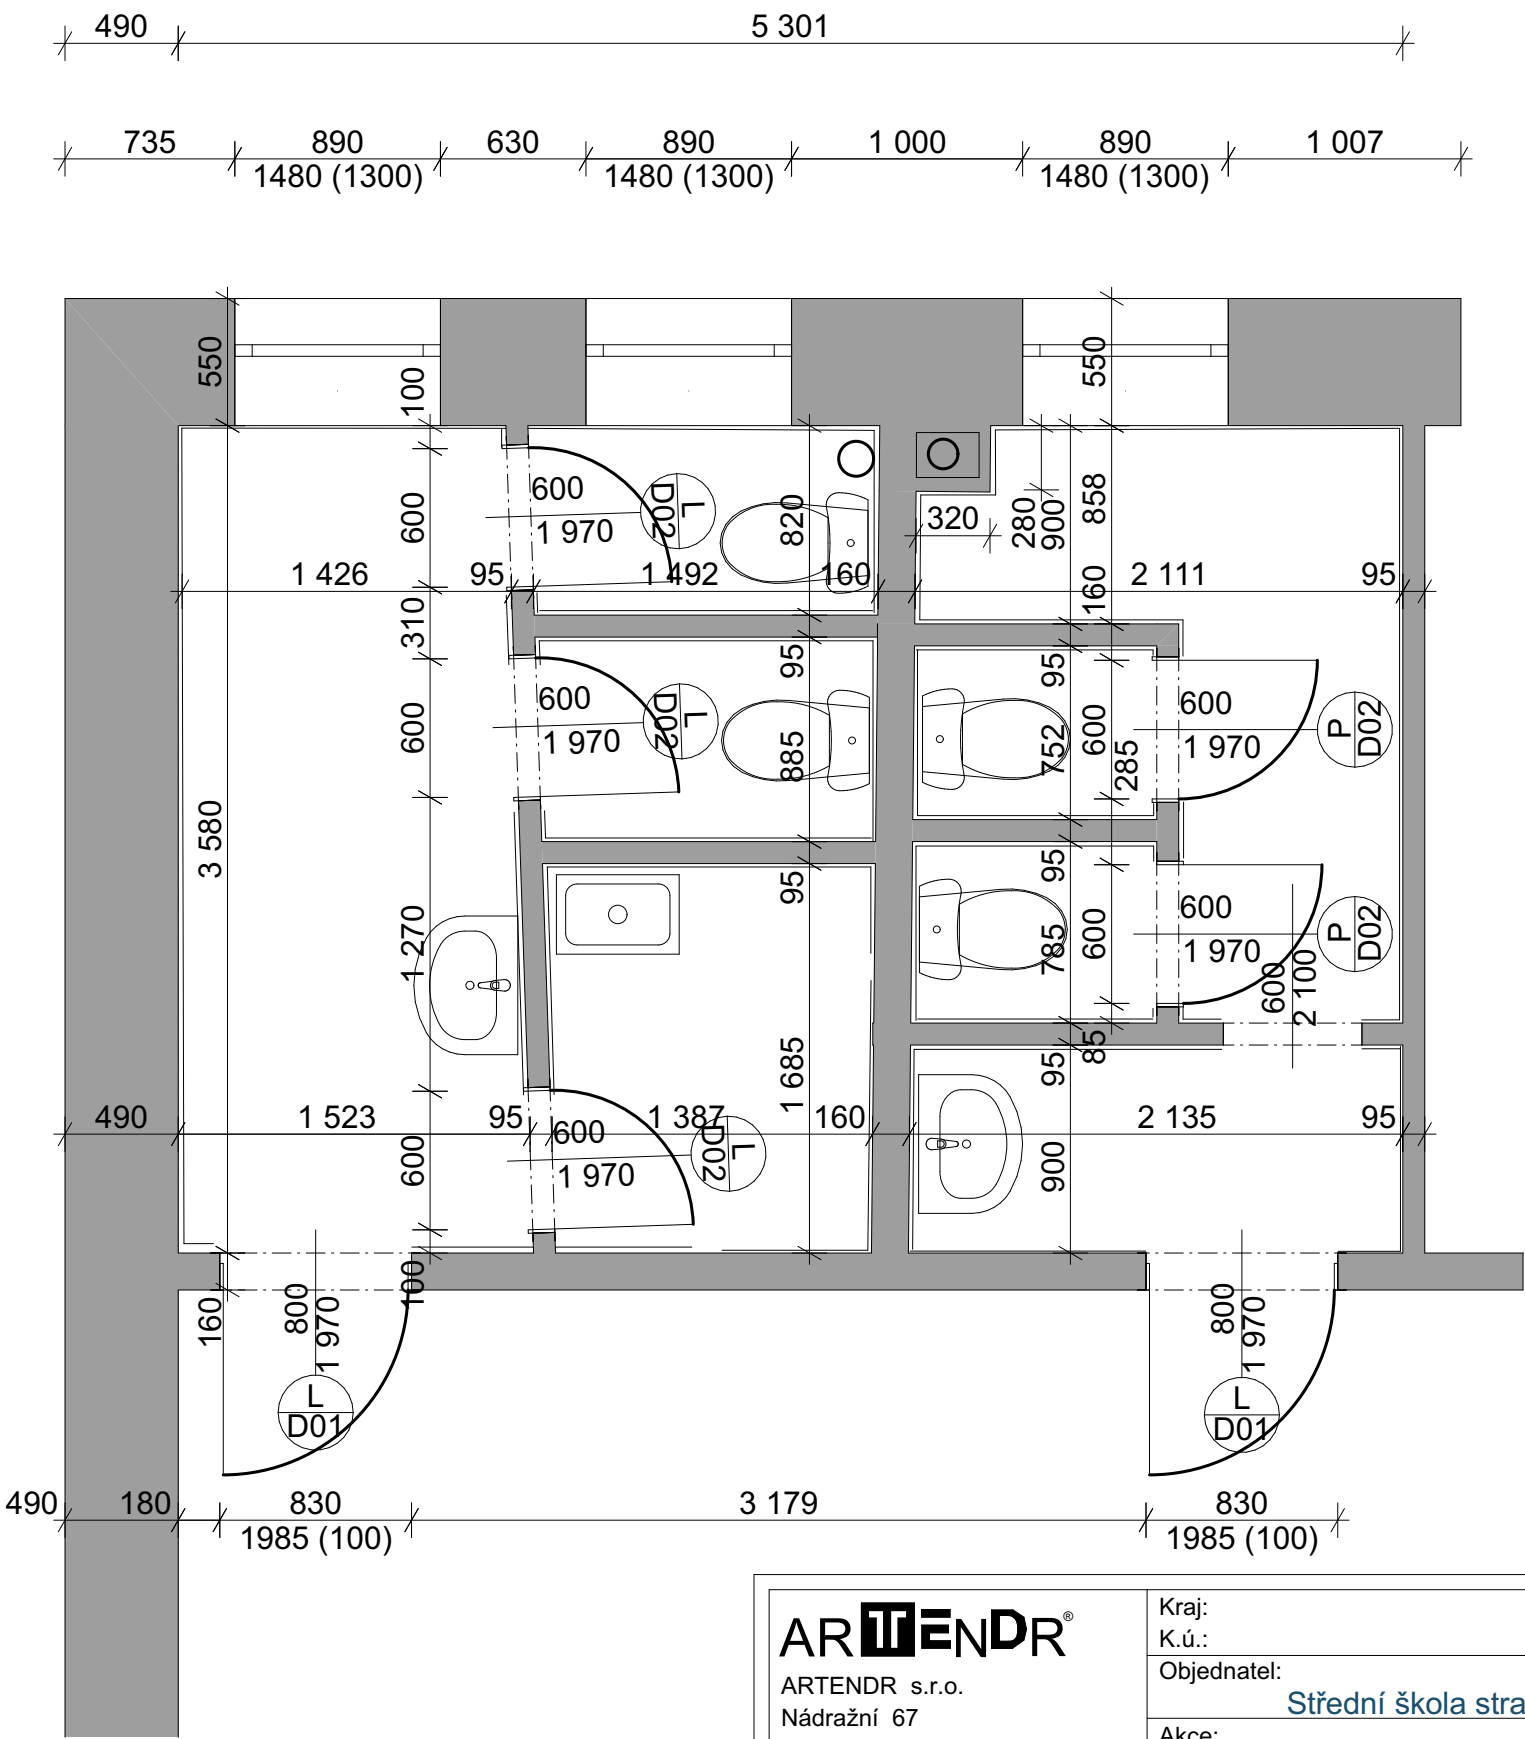 490 5 301
735 890 630 890 1 000 890 1 007
1480 (1300) 1480 (1300) 1480 (1300)
550 100 550
600 600 1 970 L D02 820 320 280 900 858
1 426 95 1 492 160 2 111 95
310 160
600 600 1 970 L D02 95 885 95 752 600 285 600 1 970 P D02
3 580
95 95
1 270 785 600 600 1 970 P D02
600 2 100
1 685 95 85
490 1 523 95 1 387 160 2 135 95
600 600 1 970 L D02 900
160 800 1 970 100 800 1 970
L L
D01 D01
490 180 830 3 179 830
1985 (100) 1985 (100)
ARTENDR®
ARTENDR s.r.o.
Nádražní 67
Kraj:
K.ú.:
Objednatel:
Střední škola stra
Akce: